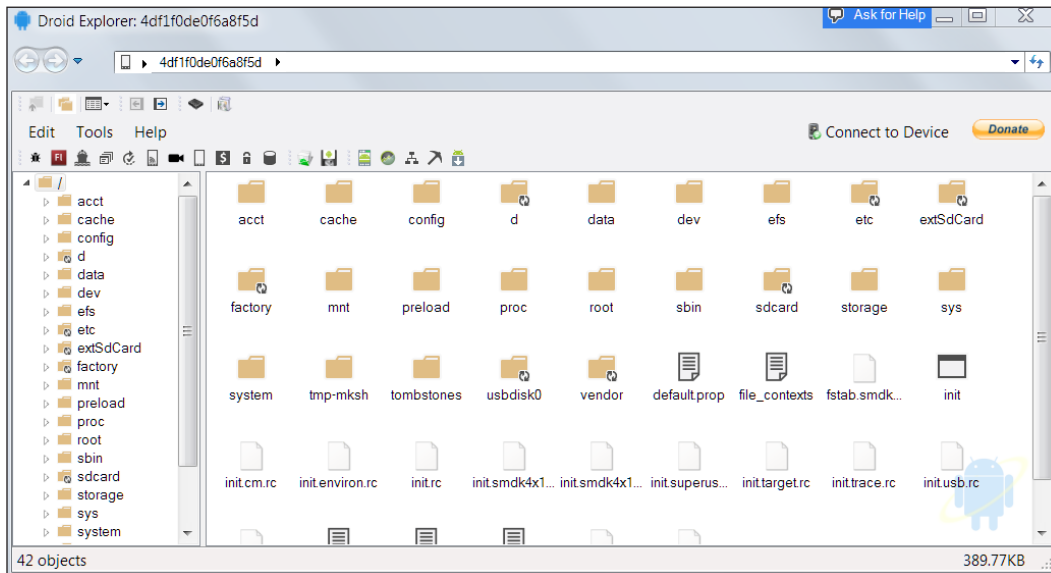 Droid Explorer: 4df1f0de0f6a8f5d
Ask for Help
4df1f0de0f6a8f5d
Edit Tools Help
Connect to Device
Donate
FI
$
/
acct
cache
config
d
data
dev
efs
etc
extSdCard
factory
mnt
preload
proc
root
sbin
sdcard
storage
sys
system
acct cache config d data dev efs etc extSdCard
factory mnt preload proc root sbin sdcard storage sys
system tmp-mksh tombstones usbdisk0 vendor default.prop file_contexts fstab.smdk... init
init.cm.rc init.environ.rc init.rc init.smdk4x1... init.smdk4x1... init.superus... init.target.rc init.trace.rc init.usb.rc
42 objects
389.77KB